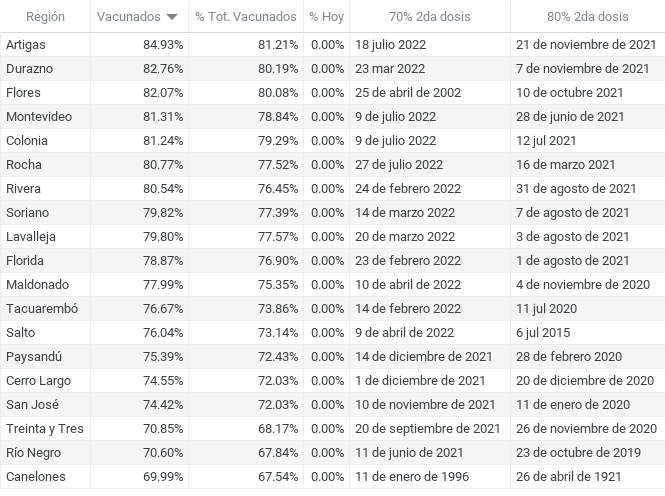 Región Vacunados % Tot. Vacunados % Hoy 70% 2da dosis 80% 2da dosis
Artigas 84.93% 81.21% 0.00% 18 julio 2022 21 de noviembre de 2021
Durazno 82.76% 80.19% 0.00% 23 mar 2022 7 de noviembre de 2021
Flores 82.07% 80.08% 0.00% 25 de abril de 2002 10 de octubre 2021
Montevideo 81.31% 78.84% 0.00% 9 de julio 2022 28 de junio de 2021
Colonia 81.24% 79.29% 0.00% 9 de julio 2022 12 jul 2021
Rocha 80.77% 77.52% 0.00% 27 de julio 2022 16 de marzo 2021
Rivera 80.54% 76.45% 0.00% 24 de febrero 2022 31 de agosto de 2021
Soriano 79.82% 77.39% 0.00% 14 de marzo 2022 7 de agosto de 2021
Lavalleja 79.80% 77.57% 0.00% 20 de marzo 2022 3 de agosto de 2021
Florida 78.87% 76.90% 0.00% 23 de febrero 2022 1 de agosto de 2021
Maldonado 77.99% 75.35% 0.00% 10 de abril de 2022 4 de noviembre de 2020
Tacuarembó 76.67% 73.86% 0.00% 14 de febrero 2022 11 jul 2020
Salto 76.04% 73.14% 0.00% 9 de abril de 2022 6 jul 2015
Paysandú 75.39% 72.43% 0.00% 14 de diciembre de 2021 28 de febrero 2020
Cerro Largo 74.55% 72.03% 0.00% 1 de diciembre de 2021 20 de diciembre de 2020
San José 74.42% 72.03% 0.00% 10 de noviembre de 2021 11 de enero de 2020
Treinta y Tres 70.85% 68.17% 0.00% 20 de septiembre de 2021 26 de noviembre de 2020
Río Negro 70.60% 67.84% 0.00% 11 de junio de 2021 23 de octubre de 2019
Canelones 69.99% 67.54% 0.00% 11 de enero de 1996 26 de abril de 1921